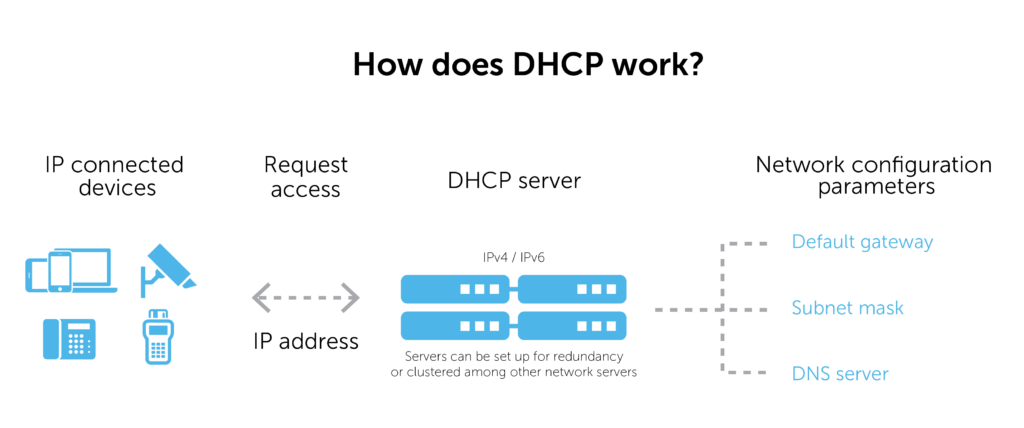 How does DHCP work?
IP connected
devices
Request
access
IP address
DHCP server
IPv4 / IPv6
Servers can be set up for redundancy
or clustered among other network servers
Network configuration
parameters
Default gateway
Subnet mask
DNS server